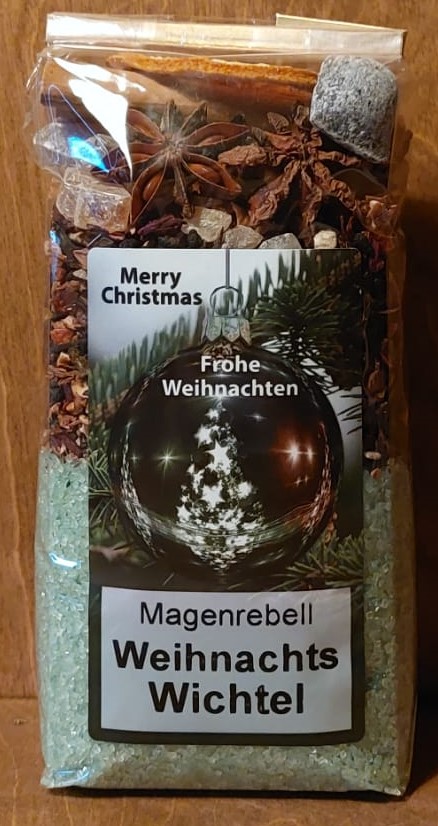 Merry
Christmas
Frohe
Weihnachten
Magenrebell
Weihnachts
Wichtel